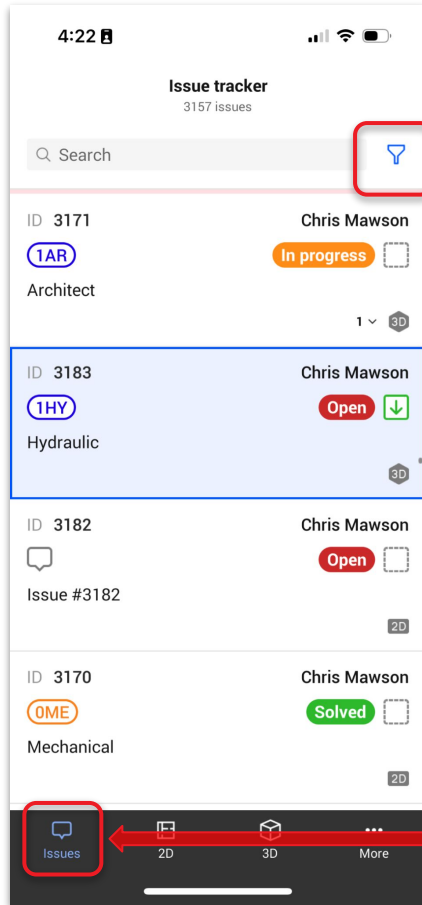 4:22
Issue tracker
3157 issues
Search
ID 3171 Chris Mawson
1AR In progress
Architect
1 3D
ID 3183 Chris Mawson
1HY Open
Hydraulic
3D
ID 3182 Chris Mawson
Open
Issue #3182
2D
ID 3170 Chris Mawson
0ME Solved
Mechanical
2D
Issues 2D 3D More